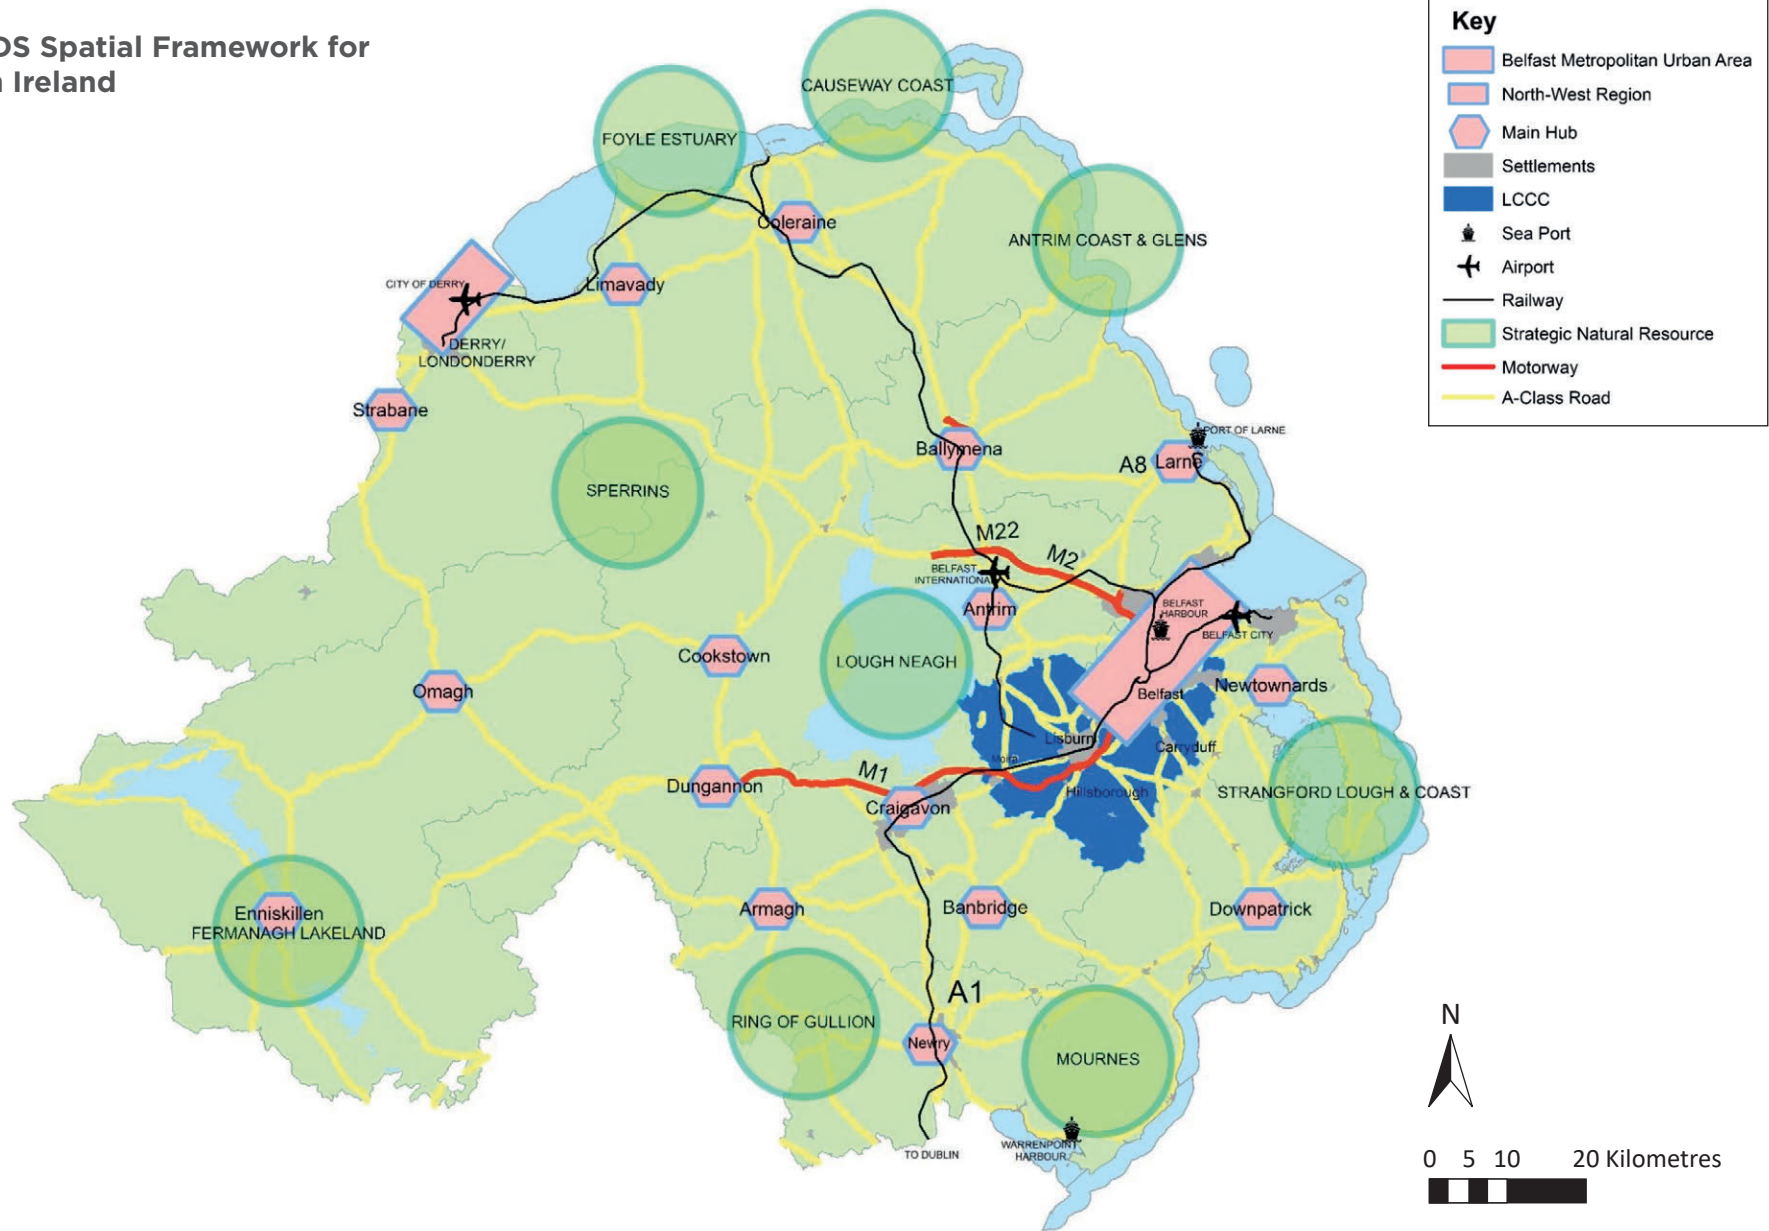 DS Spatial Framework for
Ireland
Key
Belfast Metropolitan Urban Area
North-West Region
Main Hub
Settlements
LCCC
Sea Port
Airport
Railway
Strategic Natural Resource
Motorway
A-Class Road
CAUSEWAY COAST
FOYLE ESTUARY
Coleraine
ANTRIM COAST & GLENS
CITY OF DERRY
Limavady
DERRY/
LONDONDERRY
Strabane
PORT OF LARNE
Ballymena
A8
Larne
SPERRINS
M22
M2
BELFAST
INTERNATIONAL
Antrim
BELFAST
HARBOUR
BELFAST CITY
Cookstown
LOUGH NEAGH
Omagh
Belfast
Newtownards
Lisburn
Carryduff
Moira
M1
Dungannon
Craigavon
Hillsborough
STRANGFORD LOUGH & COAST
Enniskillen
FERMANAGH LAKELAND
Armagh
Banbridge
Downpatrick
A1
RING OF GULLION
Newry
MOURNES
WARRENPOINT
HARBOUR
TO DUBLIN
N
0 5 10 20 Kilometres